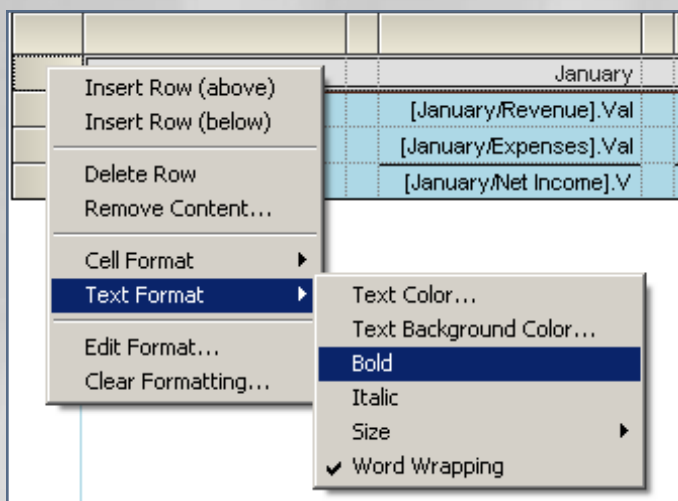 January
[January/Revenue].Val
[January/Expenses].Val
[January/Net Income].V
Insert Row (above)
Insert Row (below)
Delete Row
Remove Content...
Cell Format
Text Format
Edit Format...
Clear Formatting...
Text Color...
Text Background Color...
Bold
Italic
Size
Word Wrapping